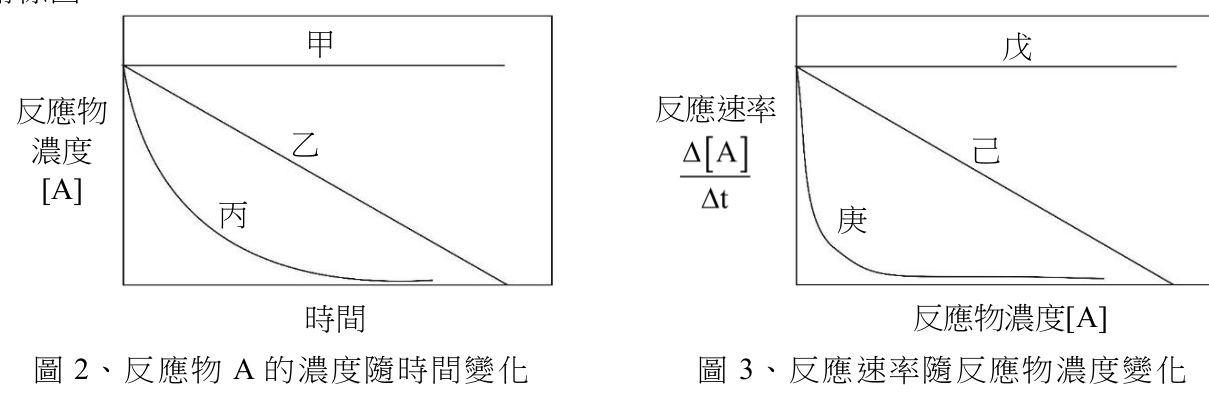 甲
反應物
濃度
[A]
乙
丙
時間
圖 2、反應物 A 的濃度隨時間變化
戊
反應速率
Δ[A]
Δt
己
庚
反應物濃度[A]
圖 3、反應速率隨反應物濃度變化